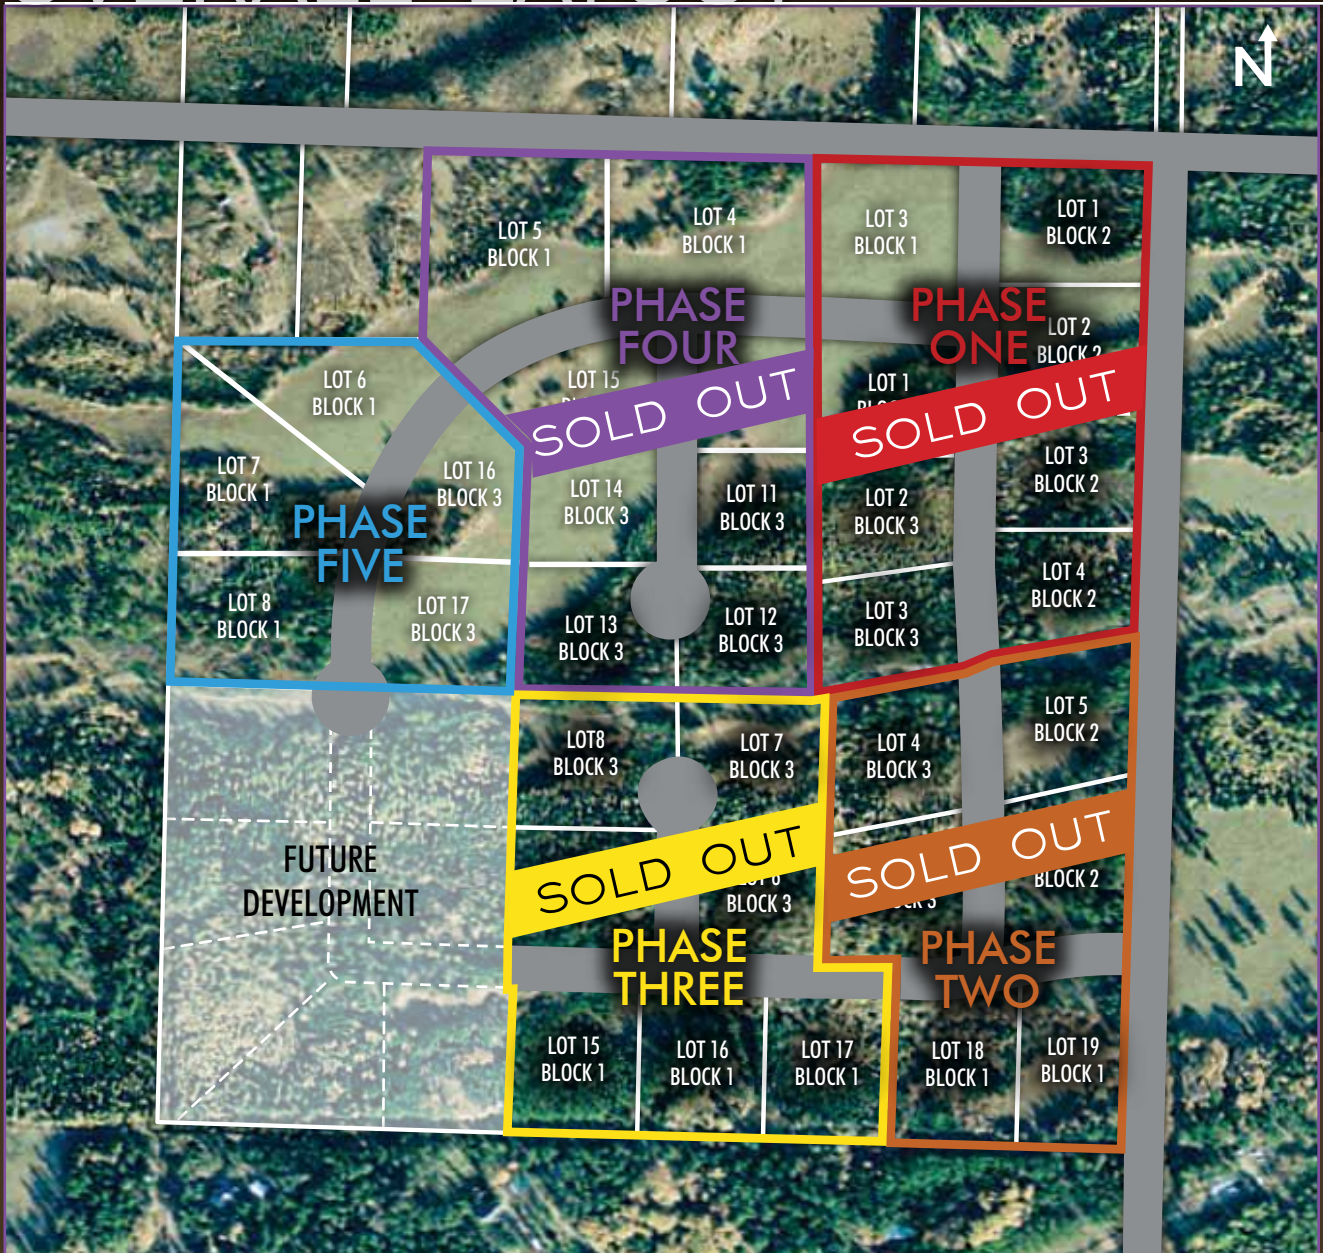 N
LOT 5
BLOCK 1
LOT 4
BLOCK 1
LOT 3
BLOCK 1
LOT 1
BLOCK 2
PHASE
FOUR
PHASE
ONE
LOT 2
BLOCK 2
LOT 6
BLOCK 1
LOT 15
LOT 1
SOLD OUT
SOLD OUT
LOT 7
BLOCK 1
LOT 16
BLOCK 3
LOT 14
BLOCK 3
LOT 11
BLOCK 3
LOT 2
BLOCK 3
LOT 3
BLOCK 2
PHASE
FIVE
LOT 8
BLOCK 1
LOT 17
BLOCK 3
LOT 13
BLOCK 3
LOT 12
BLOCK 3
LOT 3
BLOCK 3
LOT 4
BLOCK 2
LOT8
BLOCK 3
LOT 7
BLOCK 3
LOT 4
BLOCK 3
LOT 5
BLOCK 2
FUTURE
DEVELOPMENT
SOLD OUT
SOLD OUT
LOT 6
BLOCK 3
BLOCK 3
BLOCK 2
PHASE
THREE
PHASE
TWO
LOT 15
BLOCK 1
LOT 16
BLOCK 1
LOT 17
BLOCK 1
LOT 18
BLOCK 1
LOT 19
BLOCK 1